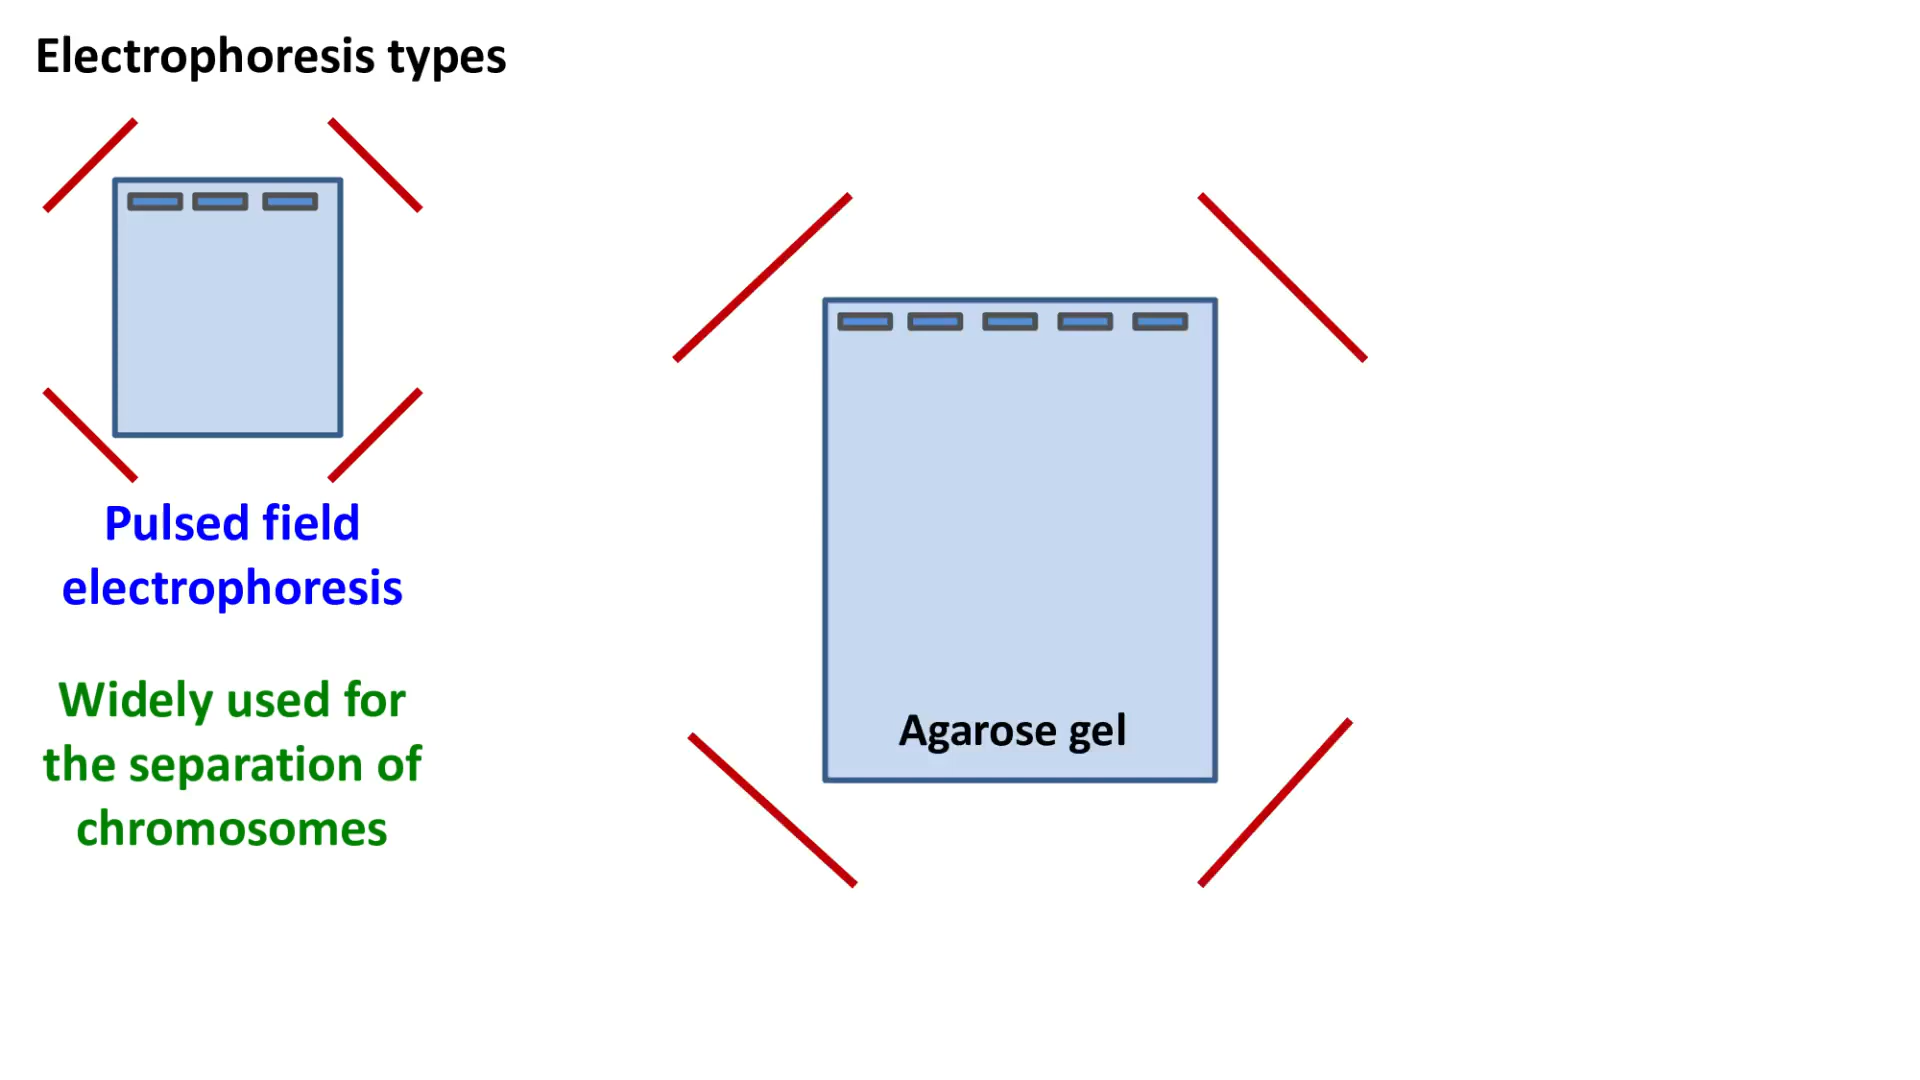 Electrophoresis types
Pulsed field
electrophoresis
Widely used for
the separation of
chromosomes
Agarose gel